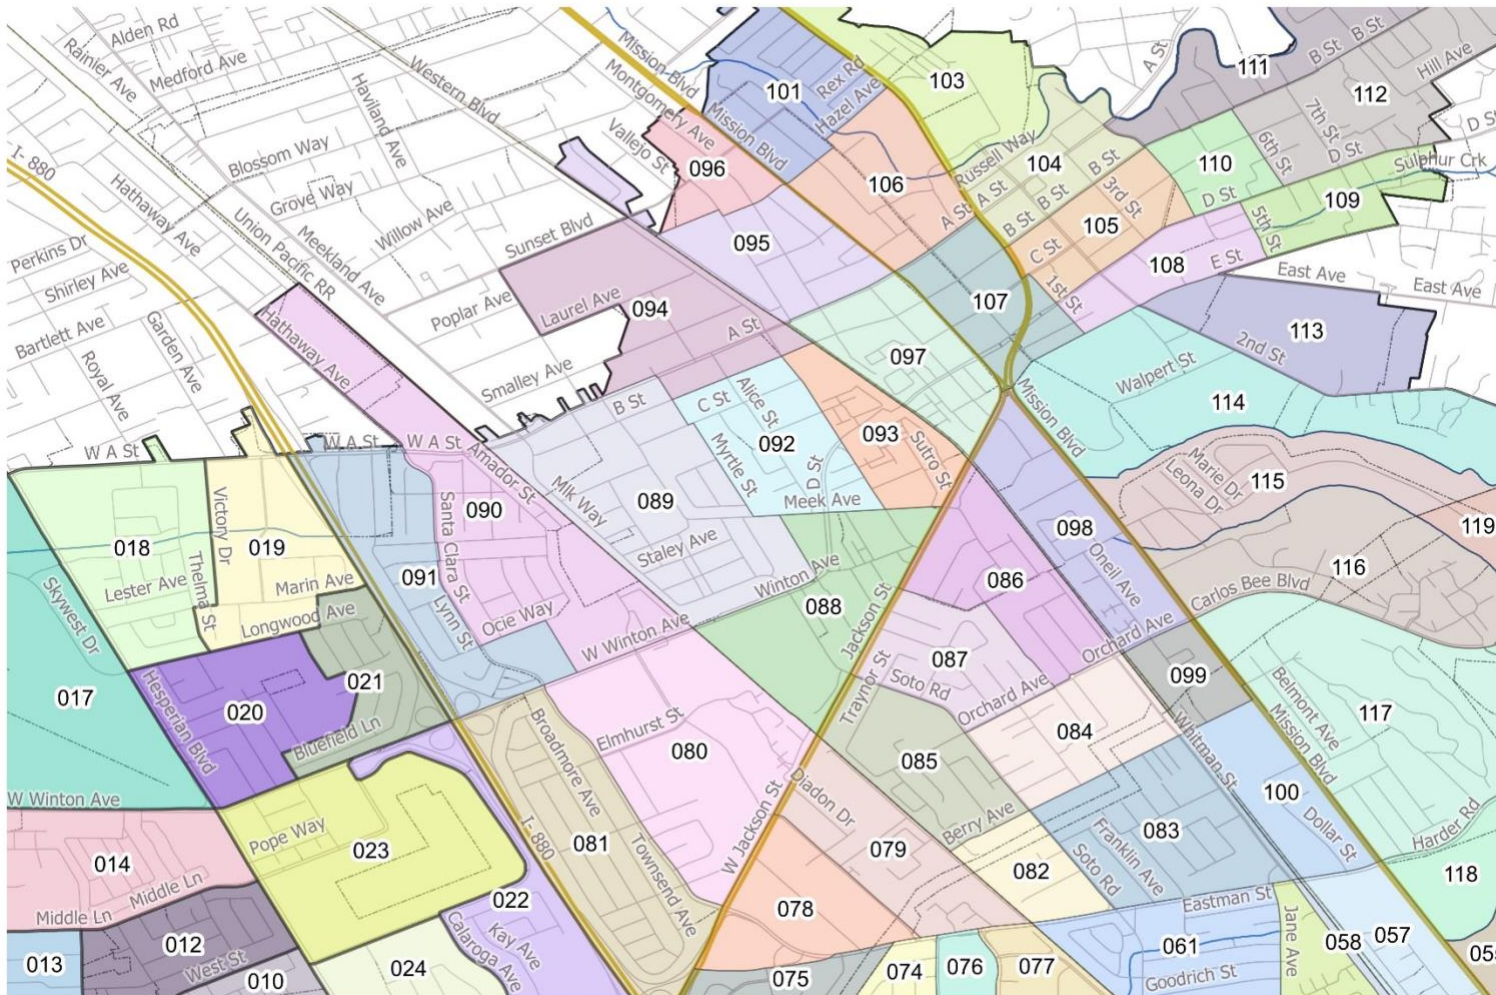 Alden Rd
Rainier Ave
Medford Ave
Western Blvd
Mission Blvd
Montgomery Ave
101
Rex Rd
Hazel Ave
103
A St
111
B St
B St
Hill Ave
112
I- 880
Haviland Ave
Blossom Way
Vallejo St
Mission Blvd
096
106
Russell Way
104
B St
7th St
6th St
D St
D St
Sulphur Crk
110
Hathaway Ave
Grove Way
Willow Ave
Sunset Blvd
095
A St
A St
B St
B St
3rd St
105
C St
D St
5th St
109
Perkins Dr
Shirley Ave
Union Pacific RR
Meekland Ave
108
E St
East Ave
East Ave
107
1st St
Bartlett Ave
Garden Ave
Royal Ave
Hathaway Ave
Poplar Ave
Laurel Ave
094
A St
097
113
2nd St
Smalley Ave
Walpert St
114
B St
C St
Alice St
092
093
Sutro St
Mission Blvd
W A St
W A St
W A St
Amador St
Myrtle St
D St
Meek Ave
Marie Dr
Leona Dr
115
Mlk Way
089
090
Santa Clara St
Victory Dr
018
019
Thelma St
Lester Ave
Marin Ave
091
Staley Ave
Winton Ave
098
Oneil Ave
119
116
Carlos Bee Blvd
Skywest Dr
Longwood Ave
Lynn St
Ocie Way
W Winton Ave
088
Jackson St
086
Orchard Ave
087
Soto Rd
Orchard Ave
Traynor St
099
017
Hesperian Blvd
020
021
Bluefield Ln
Broadmore Ave
Elmhurst St
080
084
Whitman St
Belmont Ave
Mission Blvd
117
085
Diadon Dr
W Winton Ave
Pope Way
023
I- 880
081
Townsend Ave
W Jackson St
079
Berry Ave
082
Soto Rd
083
Franklin Ave
100
Dollar St
Harder Rd
118
014
Middle Ln
Middle Ln
022
078
Eastman St
013
012
West St
010
024
Calaroga Ave
Kay Ave
075
074
076
077
061
Goodrich St
Jane Ave
058
057